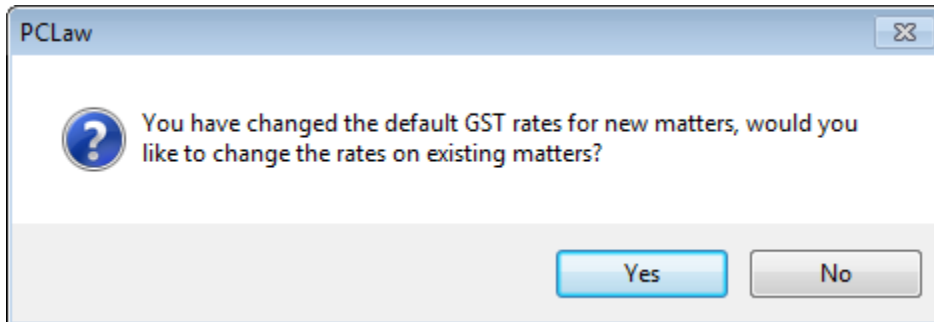 PCLaw
You have changed the default GST rates for new matters, would you
like to change the rates on existing matters?
Yes No